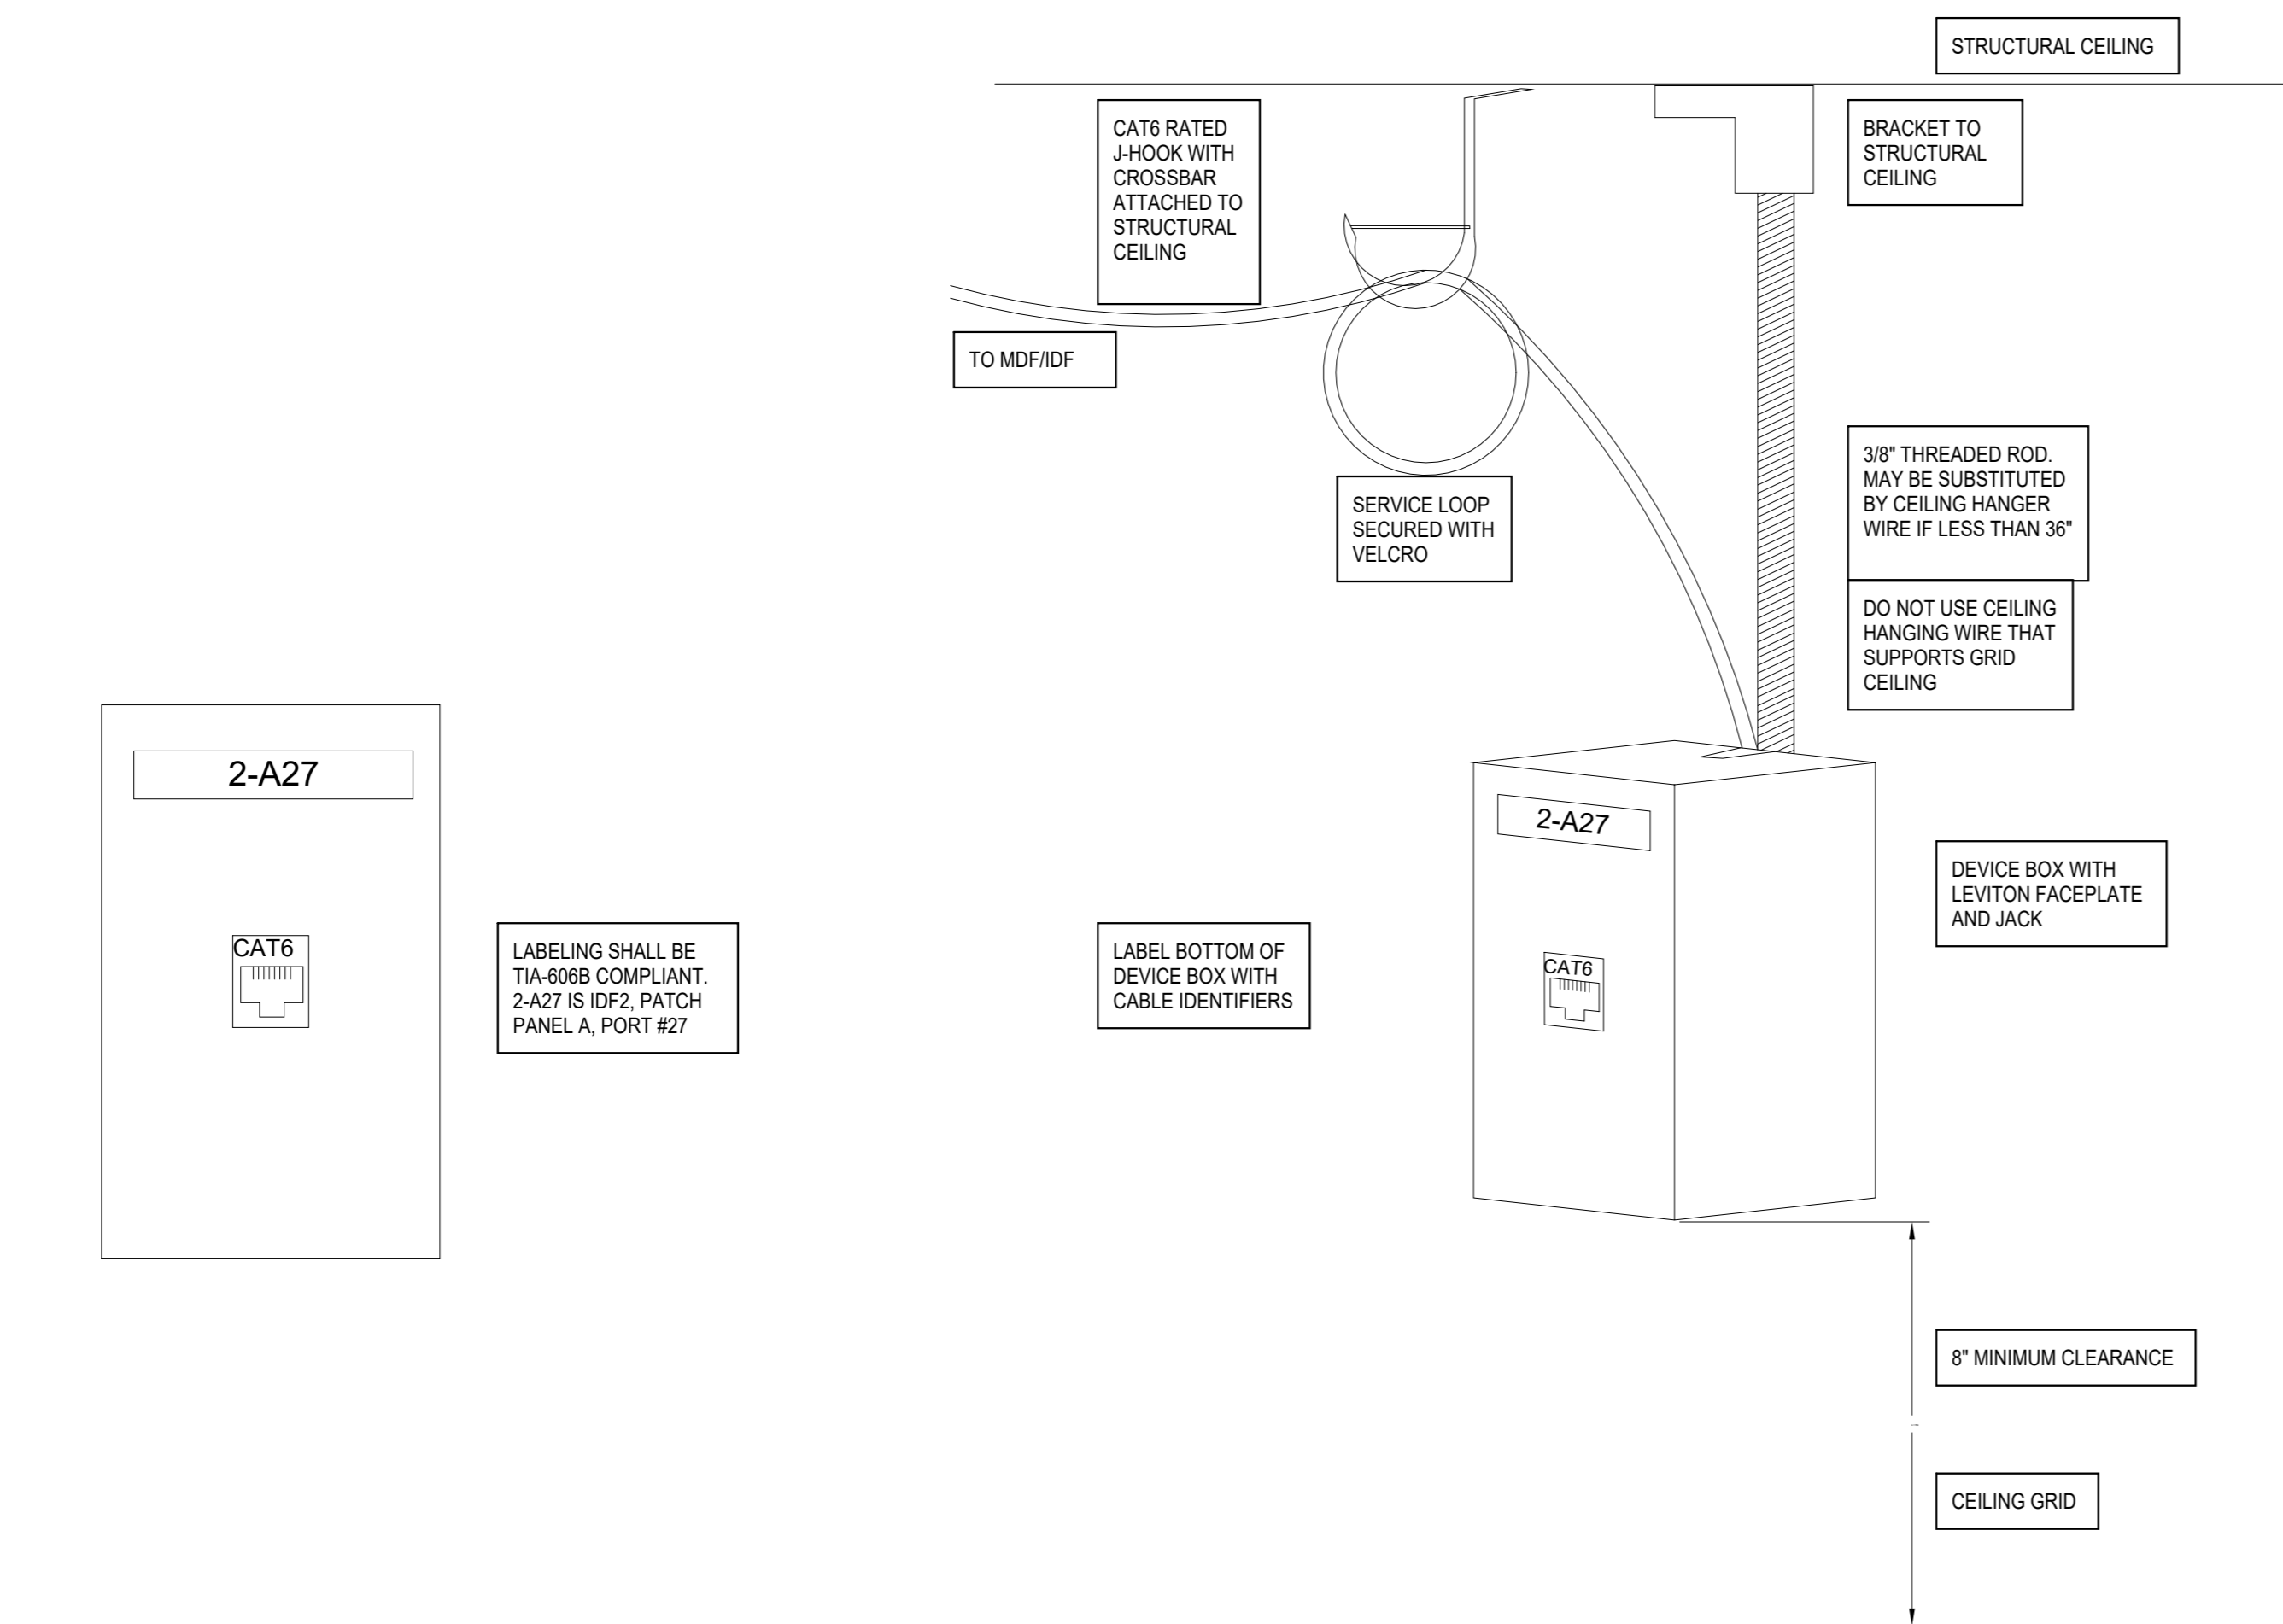 STRUCTURAL CEILING
CAT6 RATED
J-HOOK WITH
CROSSBAR
ATTACHED TO
STRUCTURAL
CEILING
BRACKET TO
STRUCTURAL
CEILING
TO MDF/IDF
3/8" THREADED ROD.
MAY BE SUBSTITUTED
BY CEILING HANGER
WIRE IF LESS THAN 36"
SERVICE LOOP
SECURED WITH
VELCRO
DO NOT USE CEILING
HANGING WIRE THAT
SUPPORTS GRID
CEILING
2-A27
CAT6
LABELING SHALL BE
TIA-606B COMPLIANT.
2-A27 IS IDF2, PATCH
PANEL A, PORT #27
LABEL BOTTOM OF
DEVICE BOX WITH
CABLE IDENTIFIERS
2-A27
CAT6
DEVICE BOX WITH
LEVITON FACEPLATE
AND JACK
8" MINIMUM CLEARANCE
CEILING GRID